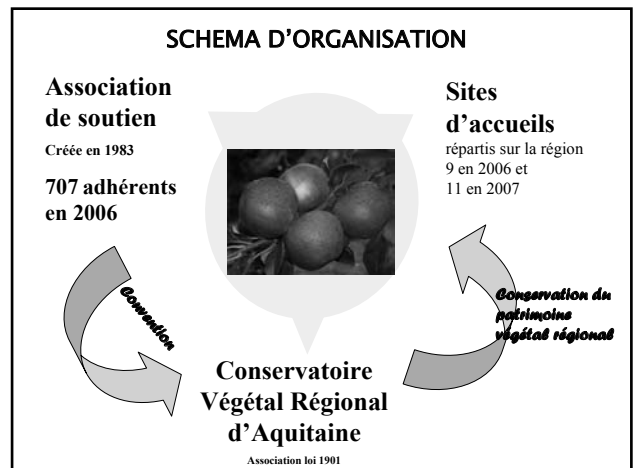 SCHEMA D'ORGANISATION
Association
de soutien
Créée en 1983
707 adhérents
en 2006
Sites
d'accueils
répartis sur la région
9 en 2006 et
11 en 2007
Convention
Conservation du
patrimoine
végétal régional
Conservatoire
Végétal Régional
d'Aquitaine
Association loi 1901